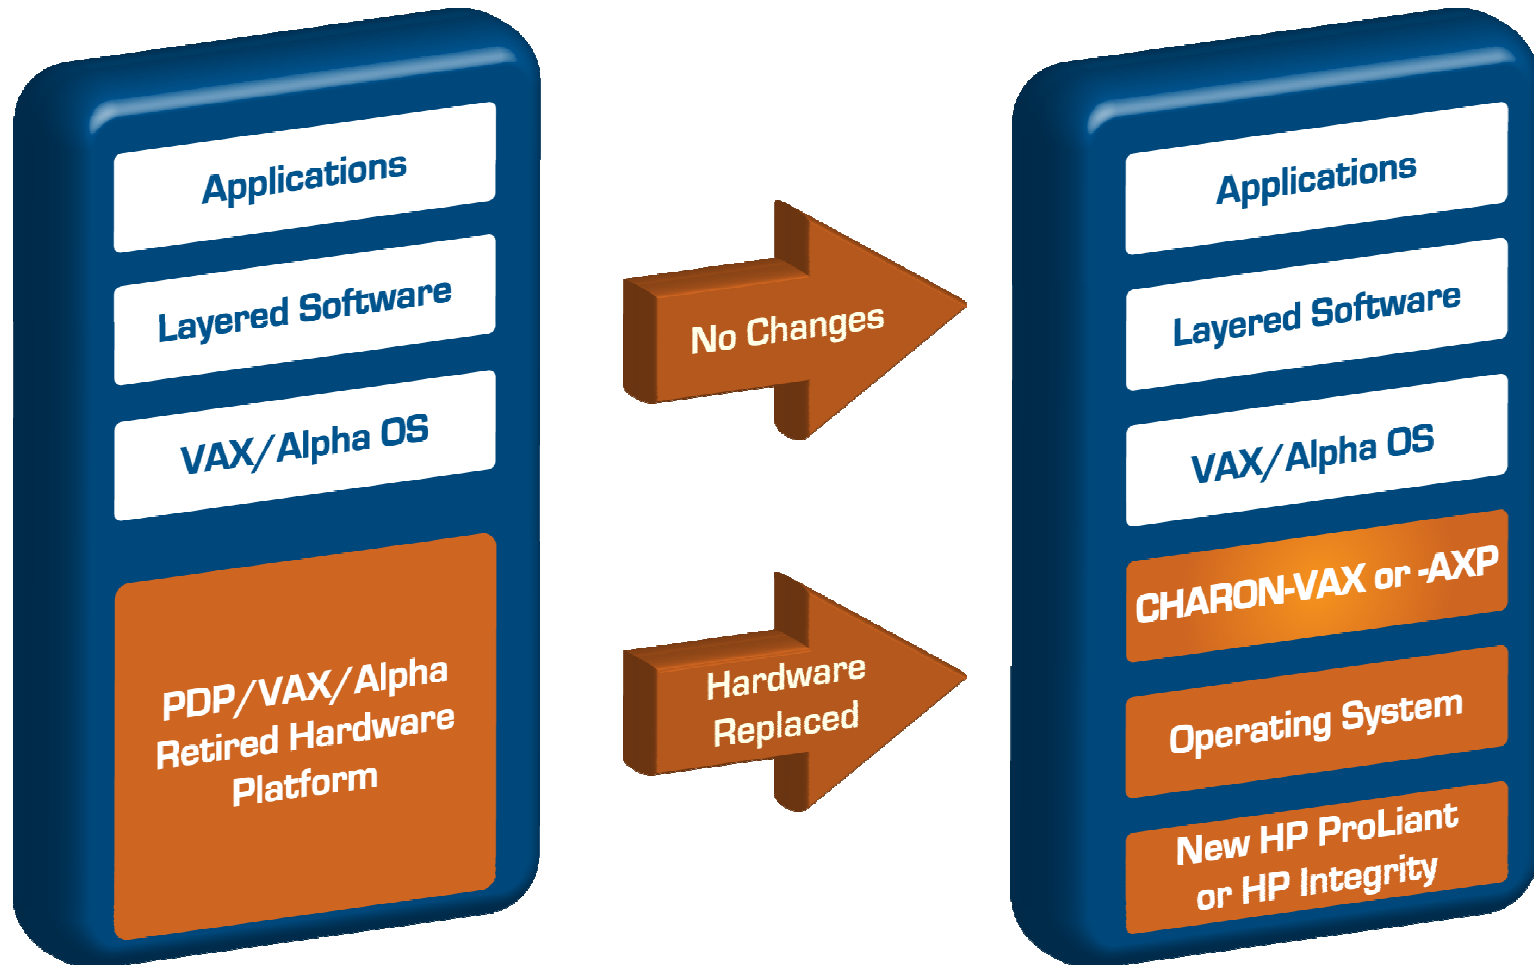 Applications
Layered Software
VAX/Alpha OS
PDP/VAX/Alpha
Retired Hardware
Platform
No Changes
Hardware
Replaced
Applications
Layered Software
VAX/Alpha OS
CHARON-VAX or -AXP
Operating System
New HP ProLiant
or HP Integrity